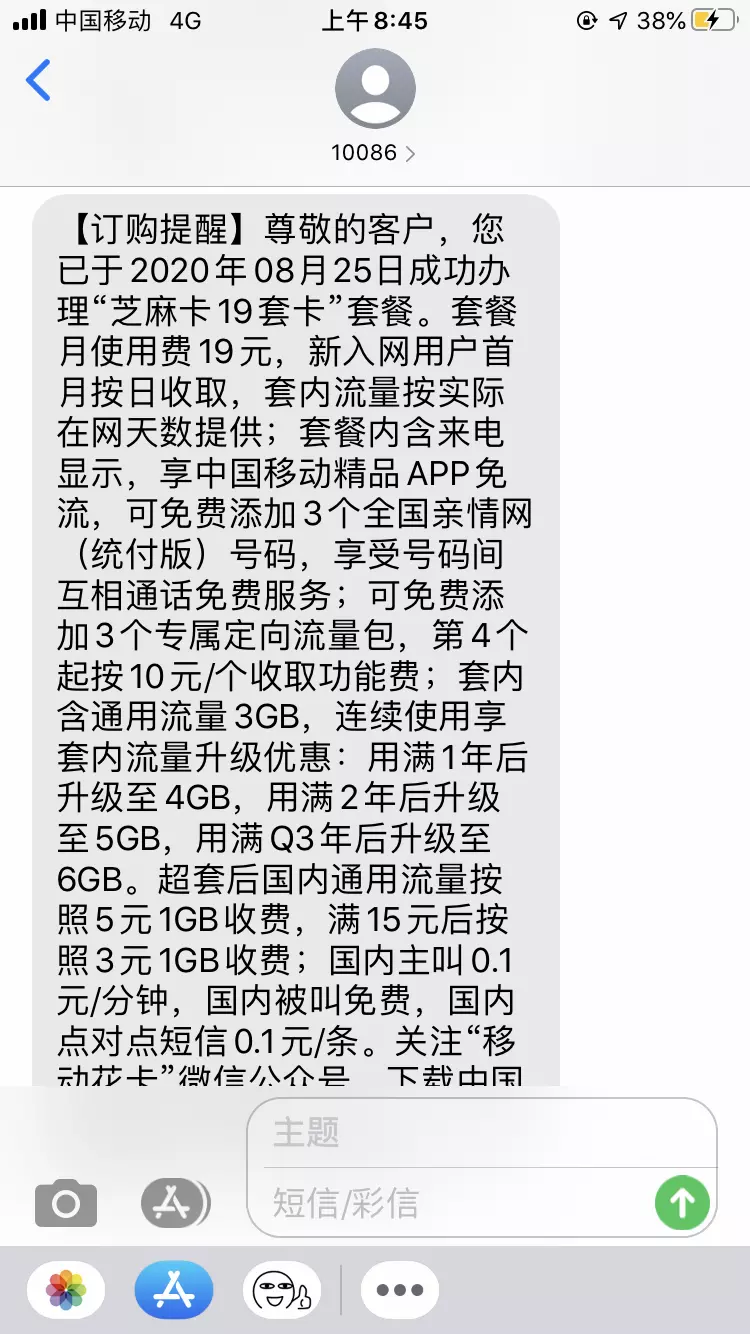 中国移动 4G 上午8:45 38%
10086
【订购提醒】尊敬的客户，您
已于2020年08月25日成功办
理“芝麻卡19套卡”套餐。套餐
月使用费19元，新入网用户首
月按日收取，套内流量按实际
在网天数提供；套餐内含来电
显示，享中国移动精品APP免
流，可免费添加3个全国亲情网
（统付版）号码，享受号码间
互相通话免费服务；可免费添
加3个专属定向流量包，第4个
起按10元/个收取功能费；套内
含通用流量3GB，连续使用享
套内流量升级优惠：用满1年后
升级至4GB，用满2年后升级
至5GB，用满Q3年后升级至
6GB。超套后国内通用流量按
照5元1GB收费，满15元后按
照3元1GB收费；国内主叫0.1
元/分钟，国内被叫免费，国内
点对点短信0.1元/条。关注“移
动花卡”微信公众号，下载中国
主题
短信/彩信